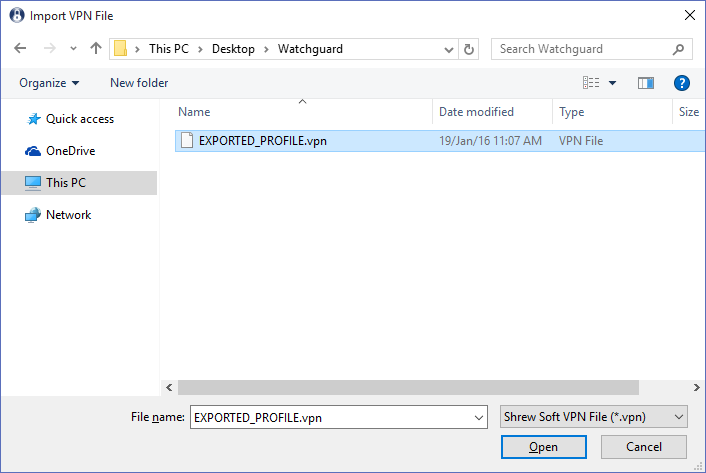 Import VPN File
This PC Desktop Watchguard Search Watchguard
Organize New folder
Name Date modified Type Size
Quick access
OneDrive
This PC
Network
EXPORTED_PROFILE.vpn 19/Jan/16 11:07 AM VPN File
File name: EXPORTED_PROFILE.vpn Shrew Soft VPN File (*.vpn)
Open Cancel